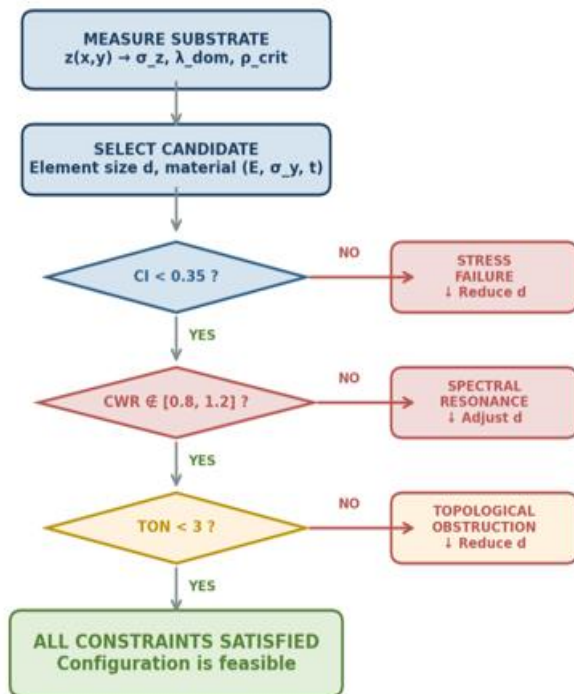 MEASURE SUBSTRATE
z(x,y) → σ_z, λ_dom, ρ_crit
SELECT CANDIDATE
Element size d, material (E, σ_y, t)
CI < 0.35 ?
NO
STRESS
FAILURE
↓ Reduce d
YES
CWR ∉ [0.8, 1.2] ?
NO
SPECTRAL
RESONANCE
↓ Adjust d
YES
TON < 3 ?
NO
TOPOLOGICAL
OBSTRUCTION
↓ Reduce d
YES
ALL CONSTRAINTS SATISFIED
Configuration is feasible